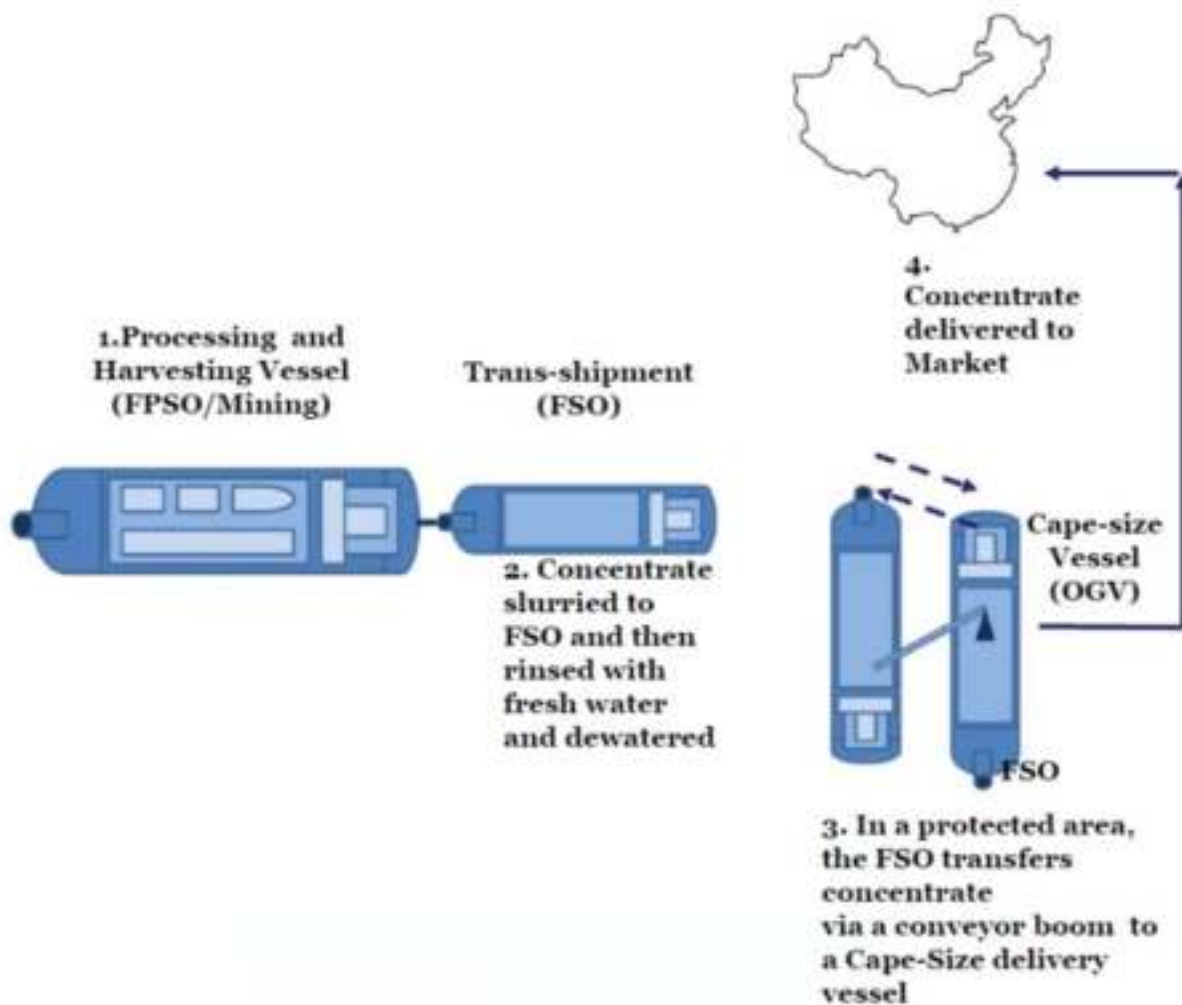 1.Processing and
Harvesting Vessel
(FPSO/Mining)
Trans-shipment
(FSO)
2. Concentrate
slurried to
FSO and then
rinsed with
fresh water
and dewatered
4.
Concentrate
delivered to
Market
Cape-size
Vessel
(OGV)
FSO
3. In a protected area,
the FSO transfers
concentrate
via a conveyor boom to
a Cape-Size delivery
vessel